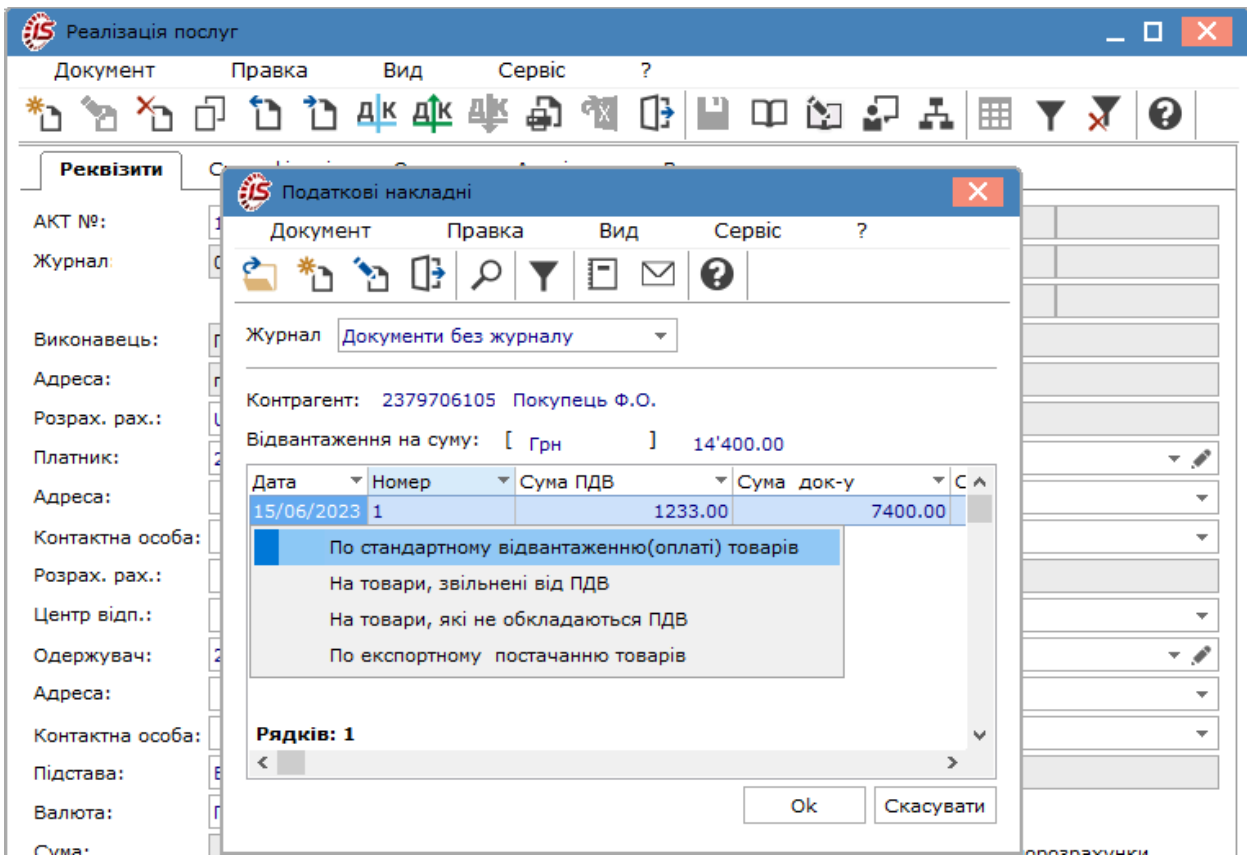 Реалізація послуг
Документ Правка Вид Сервіс ?
Реквізити
АКТ №:
Журнал:
Виконавець:
Адреса:
Розрах. рах.:
Платник:
Адреса:
Контактна особа:
Розрах. рах.:
Центр відп.:
Одержувач:
Адреса:
Контактна особа:
Підстава:
Валюта:
Сума:
Податкові накладні
Документ Правка Вид Сервіс ?
Журнал Документи без журналу
Контрагент: 2379706105 Покупець Ф.О.
Відвантаження на суму: [ Грн ] 14'400.00
Дата Номер Сума ПДВ Сума док-у С
15/06/2023 1 1233.00 7400.00
По стандартному відвантаженню(оплаті) товарів
На товари, звільнені від ПДВ
На товари, які не обкладаються ПДВ
По експортному постачанню товарів
Рядків: 1
Ok Скасувати